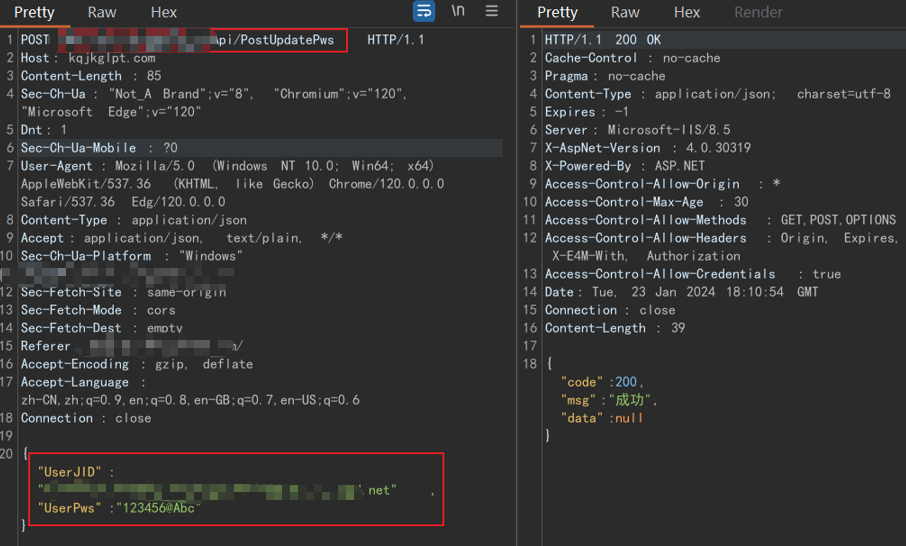 Pretty Raw Hex \n
1 POST Api/PostUpdatePws HTTP/1.1
2 Host : kqjkglpt.com
3 Content-Length : 85
4 Sec-Ch-Ua : "Not_A Brand";v="8", "Chromium";v="120",
"Microsoft Edge";v="120"
5 Dnt : 1
6 Sec-Ch-Ua-Mobile : ?0
7 User-Agent : Mozilla/5.0 (Windows NT 10.0; Win64; x64)
AppleWebKit/537.36 (KHTML, like Gecko) Chrome/120.0.0.0
Safari/537.36 Edg/120.0.0.0
8 Content-Type : application/json
9 Accept : application/json, text/plain, */*
10 Sec-Ch-Ua-Platform : "Windows"
12 Sec-Fetch-Site : same-origin
13 Sec-Fetch-Mode : cors
14 Sec-Fetch-Dest : empty
15 Referer /
16 Accept-Encoding : gzip, deflate
17 Accept-Language :
zh-CN,zh;q=0.9,en;q=0.8,en-GB;q=0.7,en-US;q=0.6
18 Connection : close
19
20 {
"UserJID" :
.net" ,
"UserPws" :"123456@Abc"
}
Pretty Raw Hex Render
1 HTTP/1.1 200 OK
2 Cache-Control : no-cache
3 Pragma : no-cache
4 Content-Type : application/json; charset=utf-8
5 Expires : -1
6 Server : Microsoft-IIS/8.5
7 X-AspNet-Version : 4.0.30319
8 X-Powered-By : ASP.NET
9 Access-Control-Allow-Origin : *
10 Access-Control-Max-Age : 30
11 Access-Control-Allow-Methods : GET,POST,OPTIONS
12 Access-Control-Allow-Headers : Origin, Expires,
X-E4M-With, Authorization
13 Access-Control-Allow-Credentials : true
14 Date : Tue, 23 Jan 2024 18:10:54 GMT
15 Connection : close
16 Content-Length : 39
17
18 {
"code" :200,
"msg" :"成功",
"data" :null
}